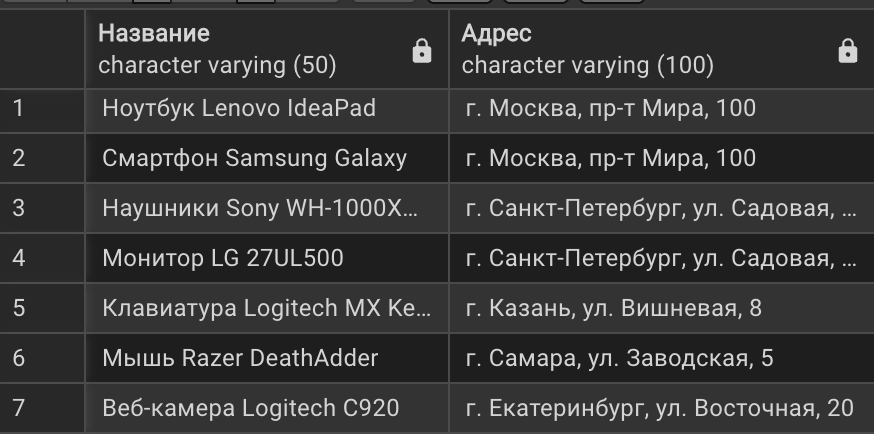 Название Адрес
character varying (50) character varying (100)
1 Ноутбук Lenovo IdeaPad г. Москва, пр-т Мира, 100
2 Смартфон Samsung Galaxy г. Москва, пр-т Мира, 100
3 Наушники Sony WH-1000X… г. Санкт-Петербург, ул. Садовая, …
4 Монитор LG 27UL500 г. Санкт-Петербург, ул. Садовая, …
5 Клавиатура Logitech MX Ke… г. Казань, ул. Вишневая, 8
6 Мышь Razer DeathAdder г. Самара, ул. Заводская, 5
7 Веб-камера Logitech C920 г. Екатеринбург, ул. Восточная, 20